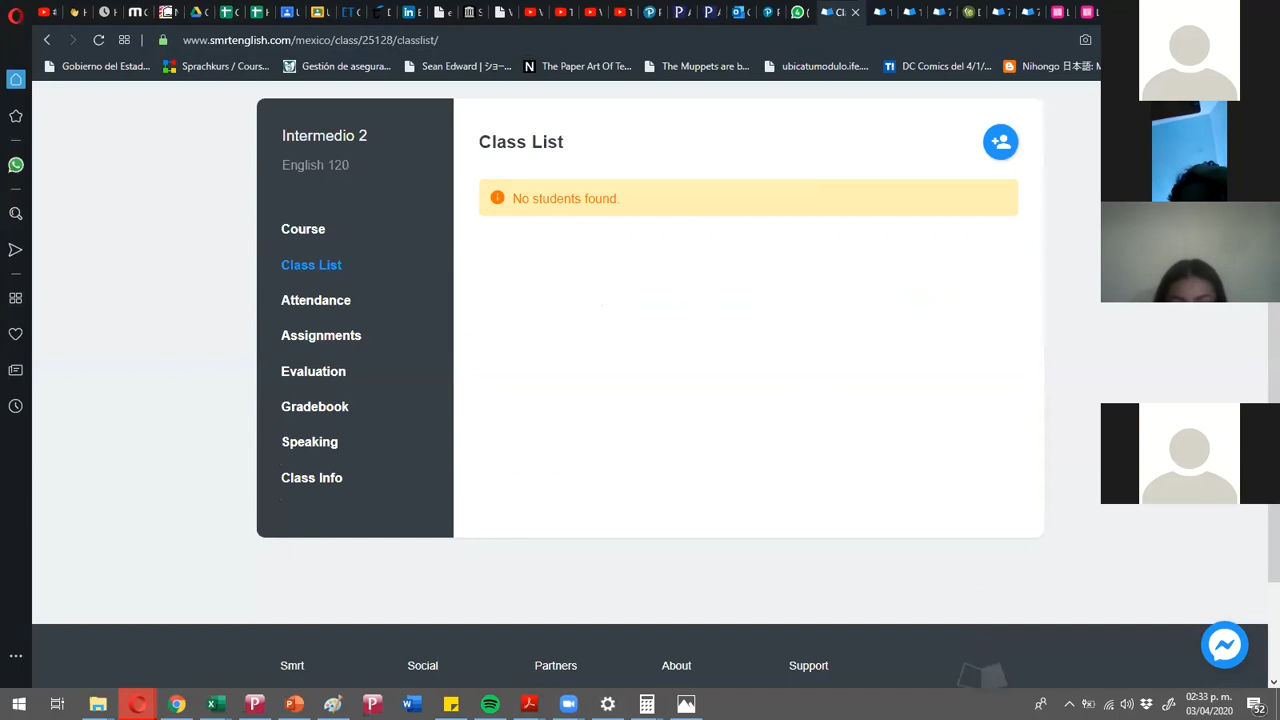 www.smrtenglish.com/mexico/class/25128/classlist/
Gobierno del Estad...
Sprachkurs / Cours...
Gestión de asegura...
Sean Edward | ショー...
The Paper Art Of Te...
The Muppets are b...
ubicatumodulo.ife....
DC Comics del 4/1/...
Nihongo 日本語: M
Intermedio 2
English 120
Course
Class List
Attendance
Assignments
Evaluation
Gradebook
Speaking
Class Info
Class List
No students found.
Smrt
Social
Partners
About
Support
02:33 p. m.
03/04/2020
52